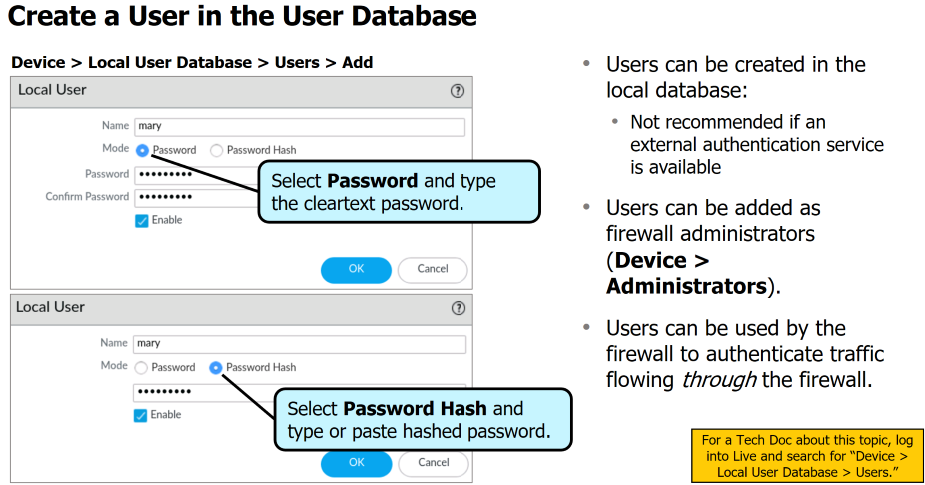 Create a User in the User Database
Device > Local User Database > Users > Add
Local User
Name mary
Mode Password Password Hash
Password •••••••••
Confirm Password •••••••••
Enable
Select Password and type
the cleartext password.
OK Cancel
Local User
Name mary
Mode Password Password Hash
•••••••••
Enable
Select Password Hash and
type or paste hashed password.
OK Cancel
• Users can be created in the
local database:
• Not recommended if an
external authentication service
is available
• Users can be added as
firewall administrators
(Device >
Administrators).
• Users can be used by the
firewall to authenticate traffic
flowing through the firewall.
For a Tech Doc about this topic, log
into Live and search for “Device >
Local User Database > Users.”